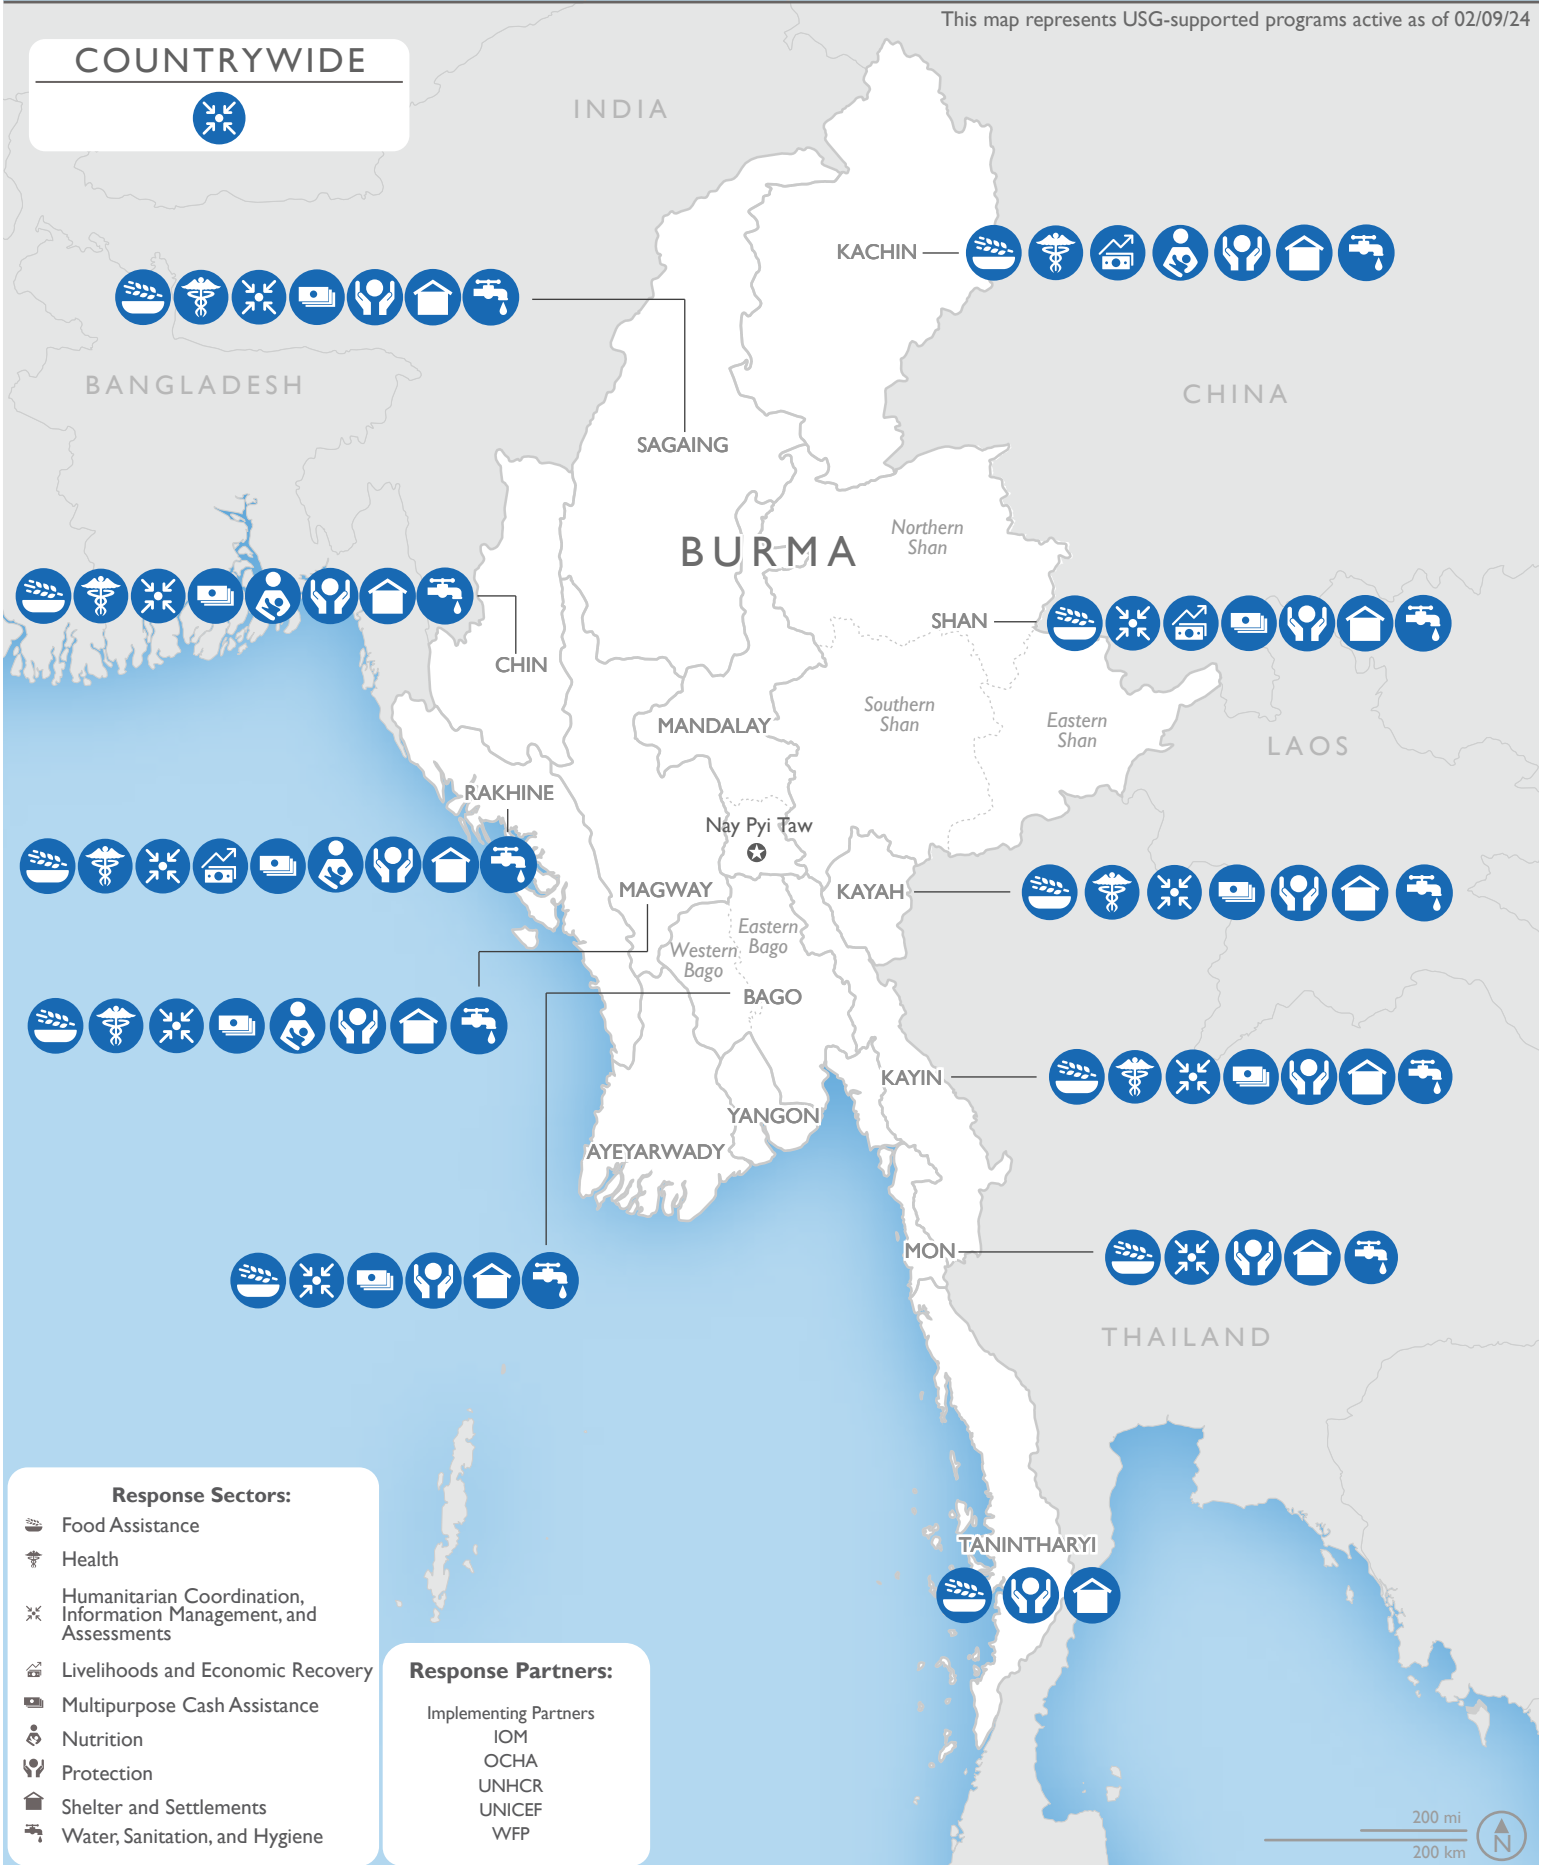 This map represents USG-supported programs active as of 02/09/24
COUNTRYWIDE
INDIA
KACHIN
BANGLADESH
CHINA
SAGAING
Northern
Shan
BURMA
SHAN
CHIN
Southern
Shan
Eastern
Shan
MANDALAY
LAOS
RAKHINE
Nay Pyi Taw
MAGWAY
KAYAH
Eastern
Bago
Western
Bago
BAGO
KAYIN
YANGON
AYEYARWADY
MON
THAILAND
TANINTHARYI
Response Sectors:
Food Assistance
Health
Humanitarian Coordination,
Information Management, and
Assessments
Livelihoods and Economic Recovery
Multipurpose Cash Assistance
Nutrition
Protection
Shelter and Settlements
Water, Sanitation, and Hygiene
Response Partners:
Implementing Partners
IOM
OCHA
UNHCR
UNICEF
WFP
200 mi
200 km
N